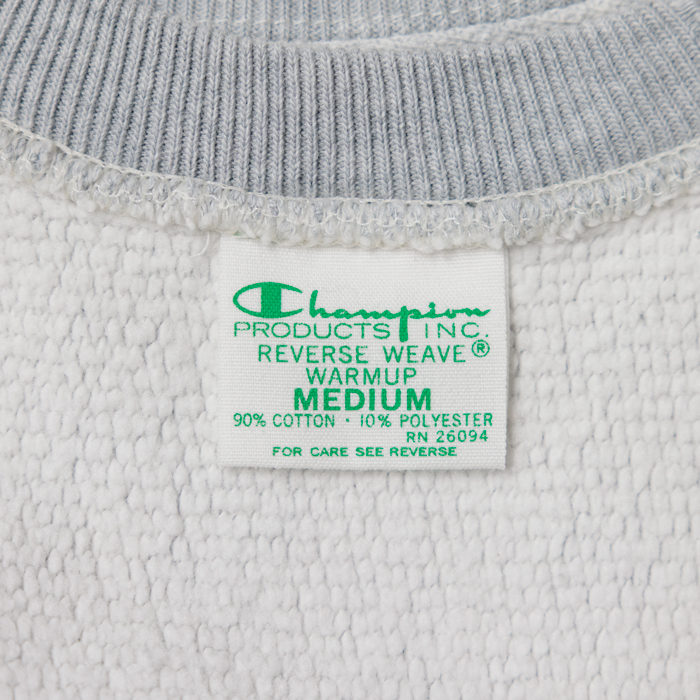 Champion
PRODUCTS INC.
REVERSE WEAVE®
WARMUP
MEDIUM
90% COTTON · 10% POLYESTER
RN 26094
FOR CARE SEE REVERSE